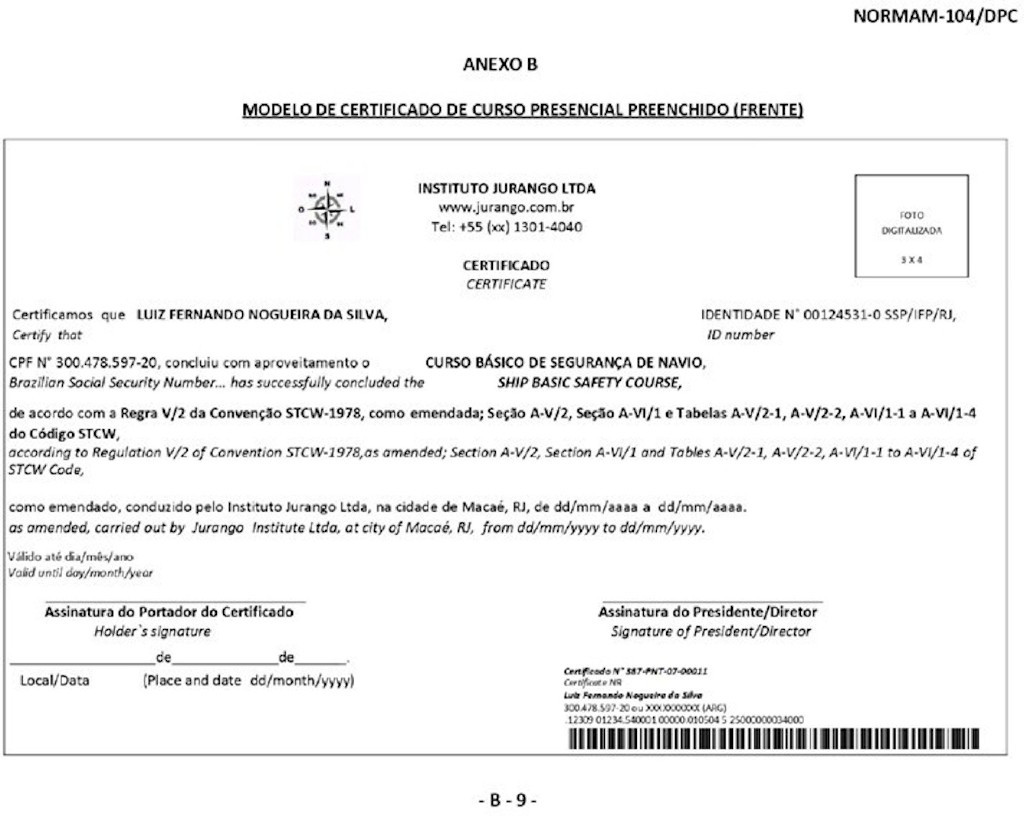 NORMAM-104/DPC
ANEXO B
MODELO DE CERTIFICADO DE CURSO PRESENCIAL PREENCHIDO (FRENTE)
N
O L
S
INSTITUTO JURANGO LTDA
www.jurango.com.br
Tel: +55 (xx) 1301-4040
FOTO
DIGITALIZADA
3 X 4
CERTIFICADO
CERTIFICATE
Certificamos que LUIZ FERNANDO NOGUEIRA DA SILVA, IDENTIDADE N° 00124531-0 SSP/IFP/RJ,
Certify that ID number
CPF N° 300.478.597-20, concluiu com aproveitamento o CURSO BÁSICO DE SEGURANÇA DE NAVIO,
Brazilian Social Security Number... has successfully concluded the SHIP BASIC SAFETY COURSE,
de acordo com a Regra V/2 da Convenção STCW-1978, como emendada; Seção A-V/2, Seção A-VI/1 e Tabelas A-V/2-1, A-V/2-2, A-VI/1-1 a A-VI/1-4
do Código STCW,
according to Regulation V/2 of Convention STCW-1978,as amended; Section A-V/2, Section A-VI/1 and Tables A-V/2-1, A-V/2-2, A-VI/1-1 to A-VI/1-4 of
STCW Code,
como emendado, conduzido pelo Instituto Jurango Ltda, na cidade de Macaé, RJ, de dd/mm/aaaa a dd/mm/aaaa.
as amended, carried out by Jurango Institute Ltda, at city of Macaé, RJ, from dd/mm/yyyy to dd/mm/yyyy.
Válido até dia/mês/ano
Valid until day/month/year
Assinatura do Portador do Certificado
Holder`s signature
Assinatura do Presidente/Diretor
Signature of President/Director
de de .
Local/Data (Place and date dd/month/yyyy)
Certificado N° 387-PNT-07-00011
Certificate NR
Luiz Fernando Nogueira da Silva
300.478.597-20 ou XXXXXXXXXX (ARG)
.12309 01234.540001 00000.010504 5 25000000034000
- B - 9 -